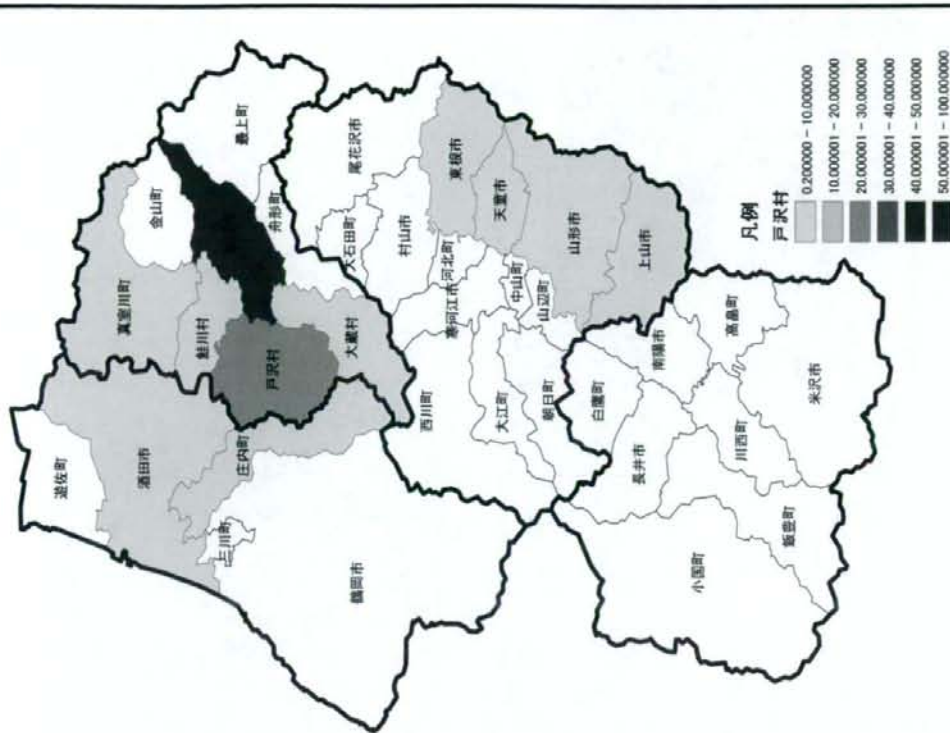 遊佐町
酒田市
庄内町
三川町
鶴岡市
真室川町
金山町
最上町
鮭川村
舟形町
戸沢村
大蔵村
尾花沢市
大石田町
村山市
東根市
天童市
河北町
寒河江市
中山町
山辺町
山形市
上山市
西川町
大江町
朝日町
白鷹町
南陽市
高畠町
長井市
川西町
米沢市
小国町
飯豊町
凡例
戸沢村
0.200000 - 10.000000
10.000001 - 20.000000
20.000001 - 30.000000
30.000001 - 40.000000
40.000001 - 50.000000
50.000001 - 100.000000